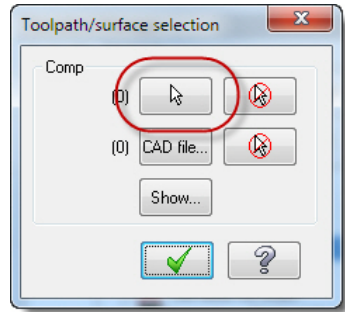 Toolpath/surface selection
Comp
(0)
(0) CAD file...
Show...